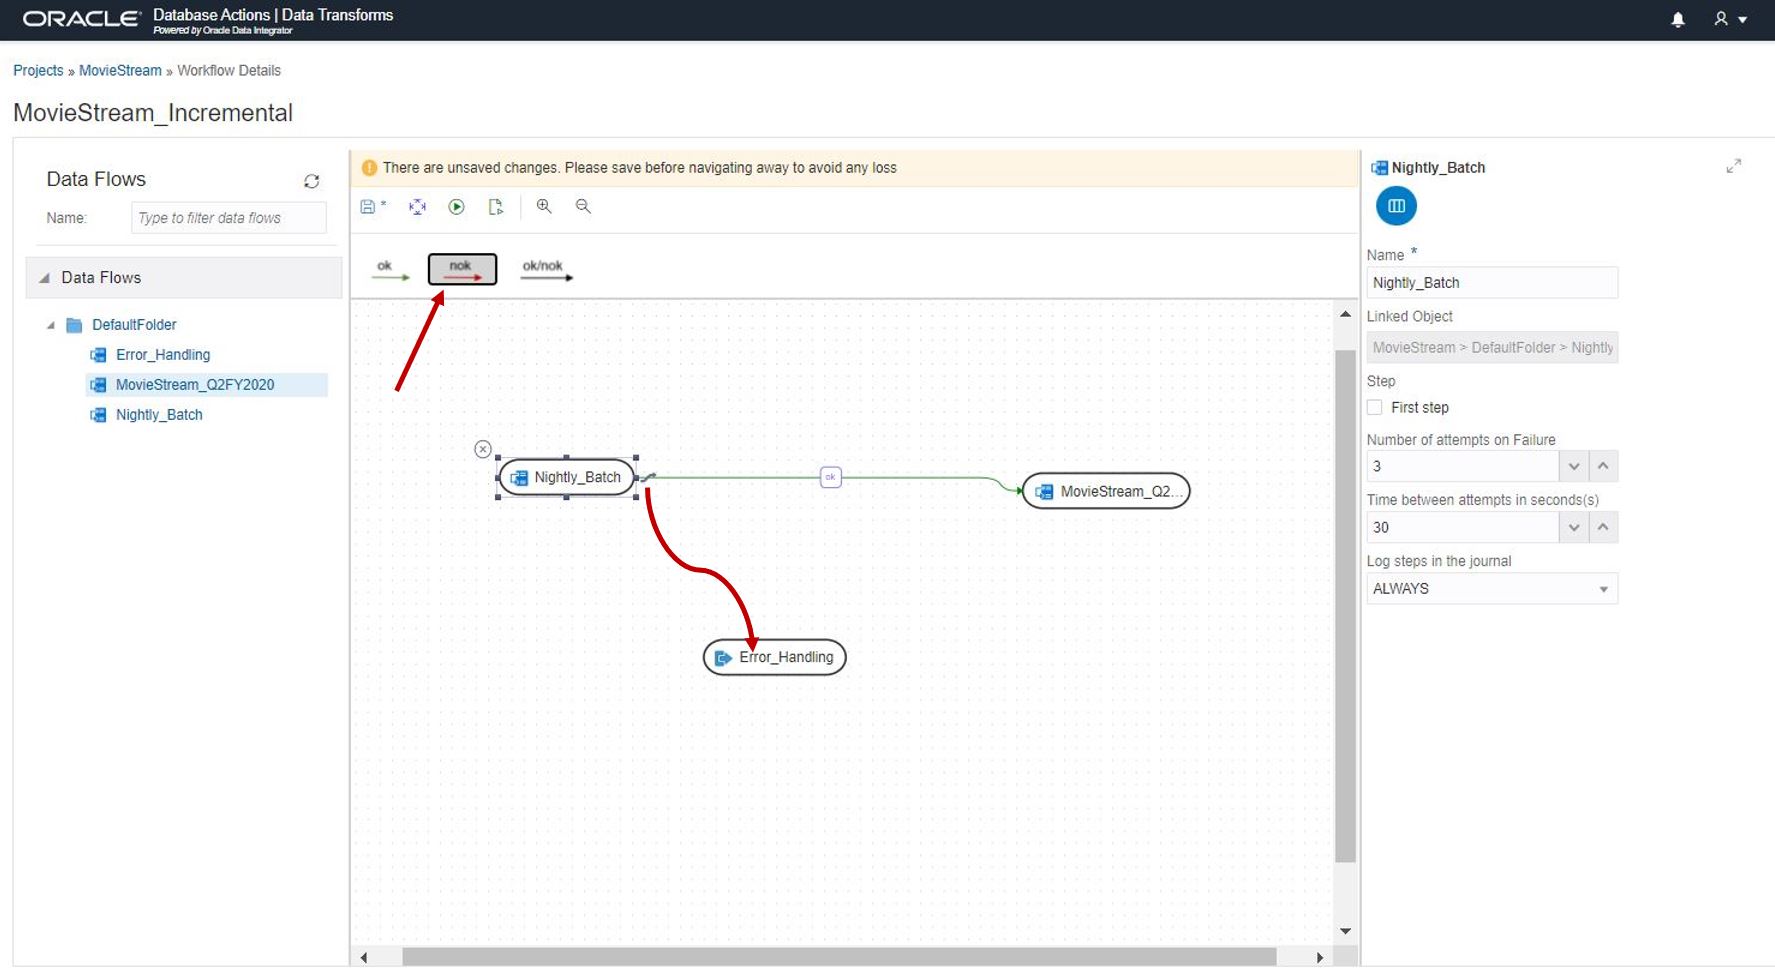 ORACLE Database Actions | Data Transforms
Powered by Oracle Data Integrator
Projects » MovieStream » Workflow Details
MovieStream_Incremental
Data Flows
Name: Type to filter data flows
Data Flows
DefaultFolder
Error_Handling
MovieStream_Q2FY2020
Nightly_Batch
There are unsaved changes. Please save before navigating away to avoid any loss
*
ok nok ok/nok
Nightly_Batch ok MovieStream_Q2...
Error_Handling
Nightly_Batch
Name *
Nightly_Batch
Linked Object
MovieStream > DefaultFolder > Nightly
Step
First step
Number of attempts on Failure
3
Time between attempts in seconds(s)
30
Log steps in the journal
ALWAYS